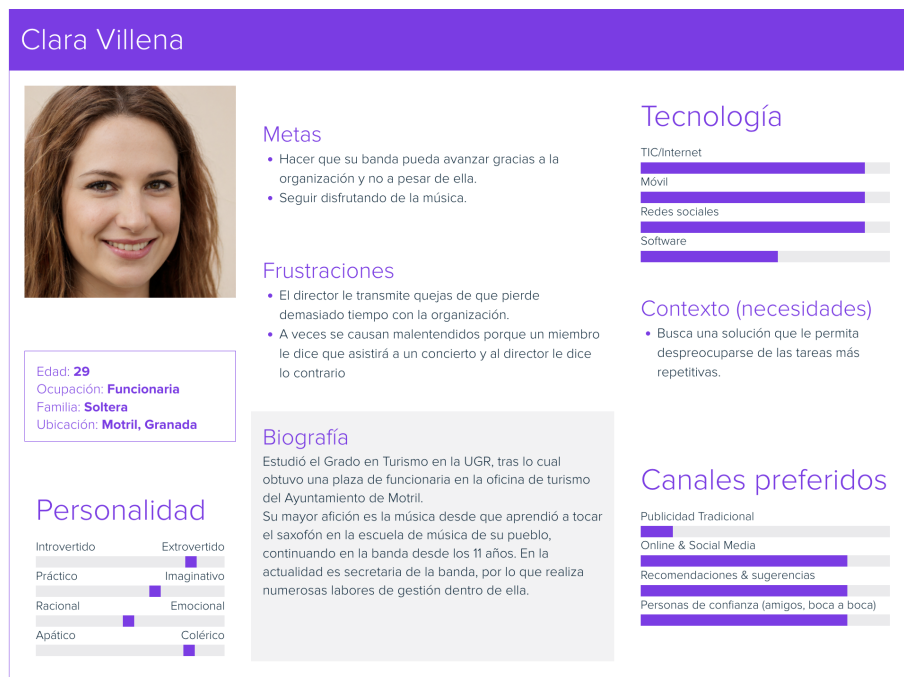 Clara Villena
Edad: 29
Ocupación: Funcionaria
Familia: Soltera
Ubicación: Motril, Granada
Personalidad
Introvertido Extrovertido
Práctico Imaginativo
Racional Emocional
Apático Colérico
Metas
• Hacer que su banda pueda avanzar gracias a la
organización y no a pesar de ella.
• Seguir disfrutando de la música.
Frustraciones
• El director le transmite quejas de que pierde
demasiado tiempo con la organización.
• A veces se causan malentendidos porque un miembro
le dice que asistirá a un concierto y al director le dice
lo contrario
Biografía
Estudió el Grado en Turismo en la UGR, tras lo cual
obtuvo una plaza de funcionaria en la oficina de turismo
del Ayuntamiento de Motril.
Su mayor afición es la música desde que aprendió a tocar
el saxofón en la escuela de música de su pueblo,
continuando en la banda desde los 11 años. En la
actualidad es secretaria de la banda, por lo que realiza
numerosas labores de gestión dentro de ella.
Tecnología
TIC/Internet
Móvil
Redes sociales
Software
Contexto (necesidades)
• Busca una solución que le permita
despreocuparse de las tareas más
repetitivas.
Canales preferidos
Publicidad Tradicional
Online & Social Media
Recomendaciones & sugerencias
Personas de confianza (amigos, boca a boca)